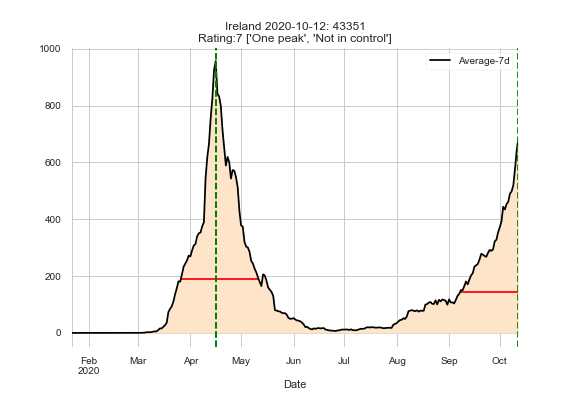 Ireland 2020-10-12: 43351
Rating:7 ['One peak', 'Not in control']
1000
Average-7d
800
600
400
200
0
Feb Mar Apr May Jun Jul Aug Sep Oct
2020
Date